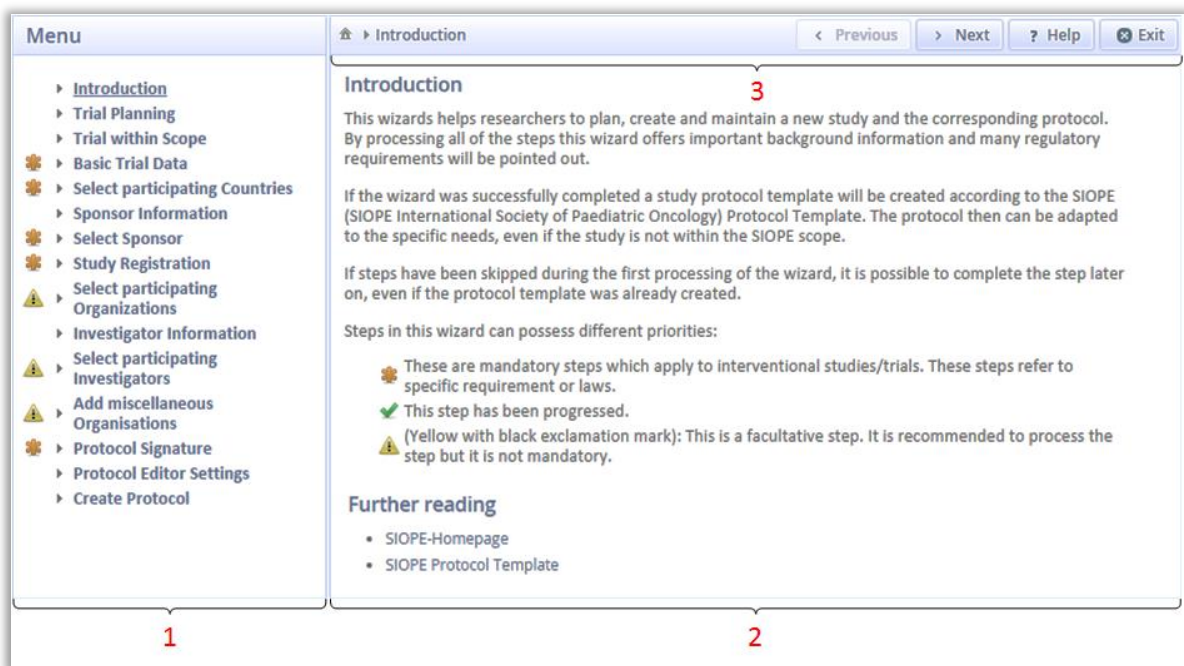 Menu
Introduction
Trial Planning
Trial within Scope
Basic Trial Data
Select participating Countries
Sponsor Information
Select Sponsor
Study Registration
Select participating
Organizations
Investigator Information
Select participating
Investigators
Add miscellaneous
Organisations
Protocol Signature
Protocol Editor Settings
Create Protocol
1
Introduction
< Previous
> Next
? Help
Exit
3
Introduction
This wizards helps researchers to plan, create and maintain a new study and the corresponding protocol.
By processing all of the steps this wizard offers important background information and many regulatory
requirements will be pointed out.
If the wizard was successfully completed a study protocol template will be created according to the SIOPE
(SIOPE International Society of Paediatric Oncology) Protocol Template. The protocol then can be adapted
to the specific needs, even if the study is not within the SIOPE scope.
If steps have been skipped during the first processing of the wizard, it is possible to complete the step later
on, even if the protocol template was already created.
Steps in this wizard can possess different priorities:
These are mandatory steps which apply to interventional studies/trials. These steps refer to
specific requirement or laws.
This step has been progressed.
(Yellow with black exclamation mark): This is a facultative step. It is recommended to process the
step but it is not mandatory.
Further reading
• SIOPE-Homepage
• SIOPE Protocol Template
2